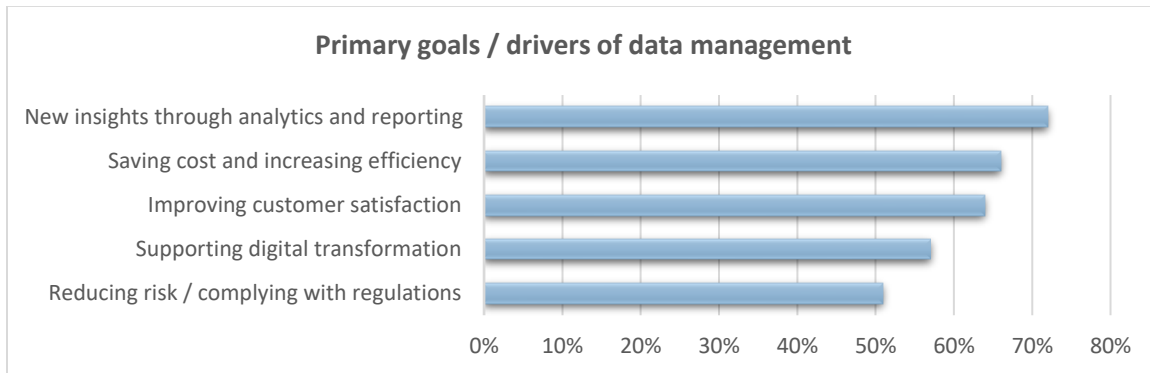 Primary goals / drivers of data management
New insights through analytics and reporting
Saving cost and increasing efficiency
Improving customer satisfaction
Supporting digital transformation
Reducing risk / complying with regulations
0% 10% 20% 30% 40% 50% 60% 70% 80%